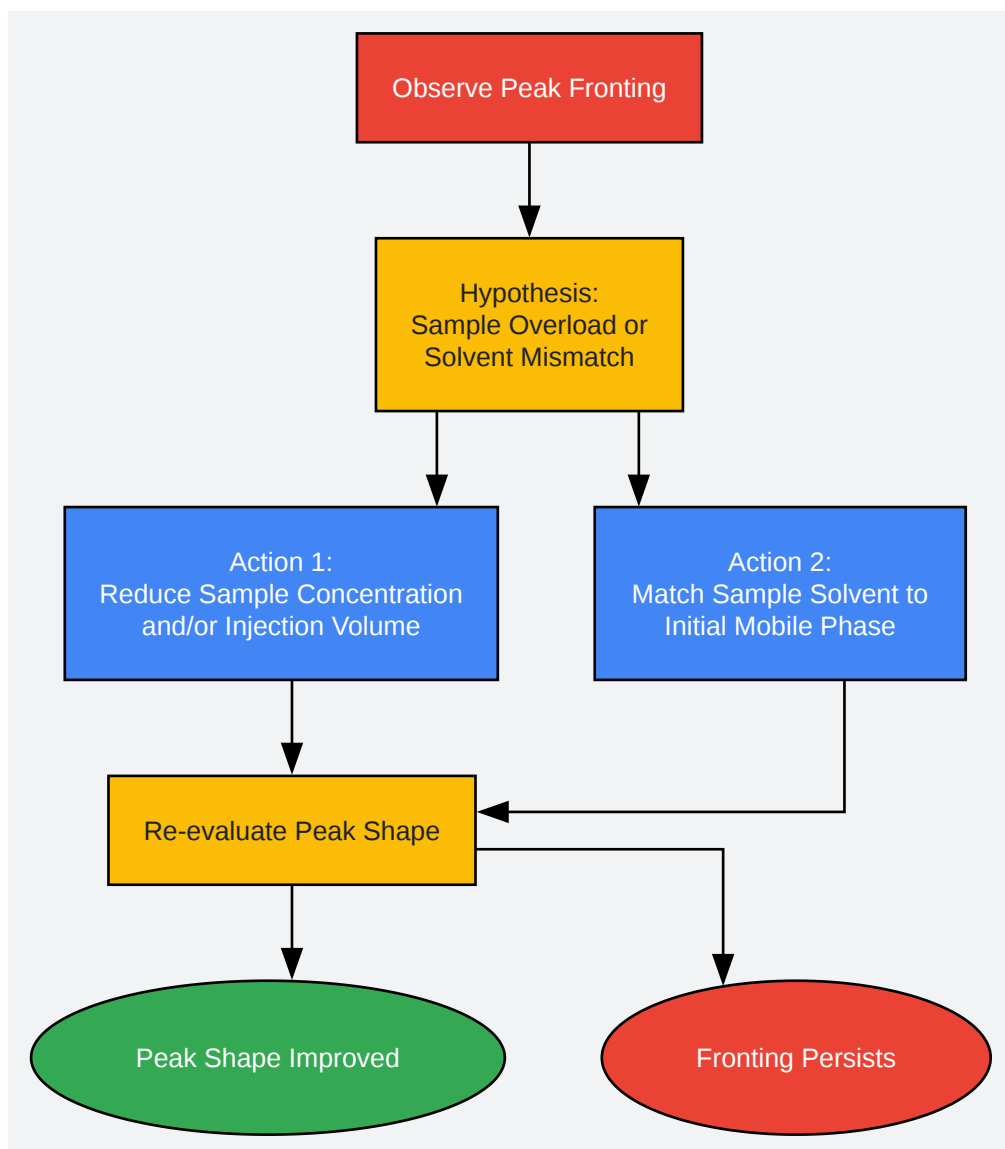 Observe Peak Fronting
Hypothesis:
Sample Overload or
Solvent Mismatch
Action 1:
Reduce Sample Concentration
and/or Injection Volume
Action 2:
Match Sample Solvent to
Initial Mobile Phase
Re-evaluate Peak Shape
Peak Shape Improved
Fronting Persists